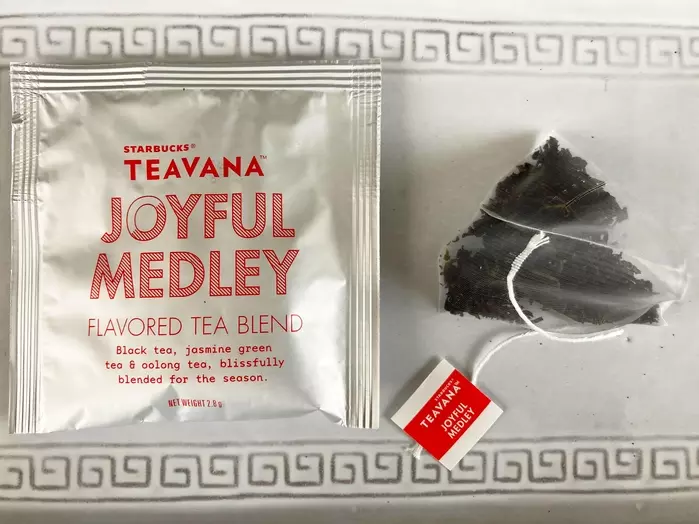 STARBUCKS®
TEAVANA™
JOYFUL
MEDLEY
FLAVORED TEA BLEND
Black tea, jasmine green
tea & oolong tea, blissfully
blended for the season.
NET WEIGHT 2.8 g
STARBUCKS®
TEAVANA™
JOYFUL
MEDLEY